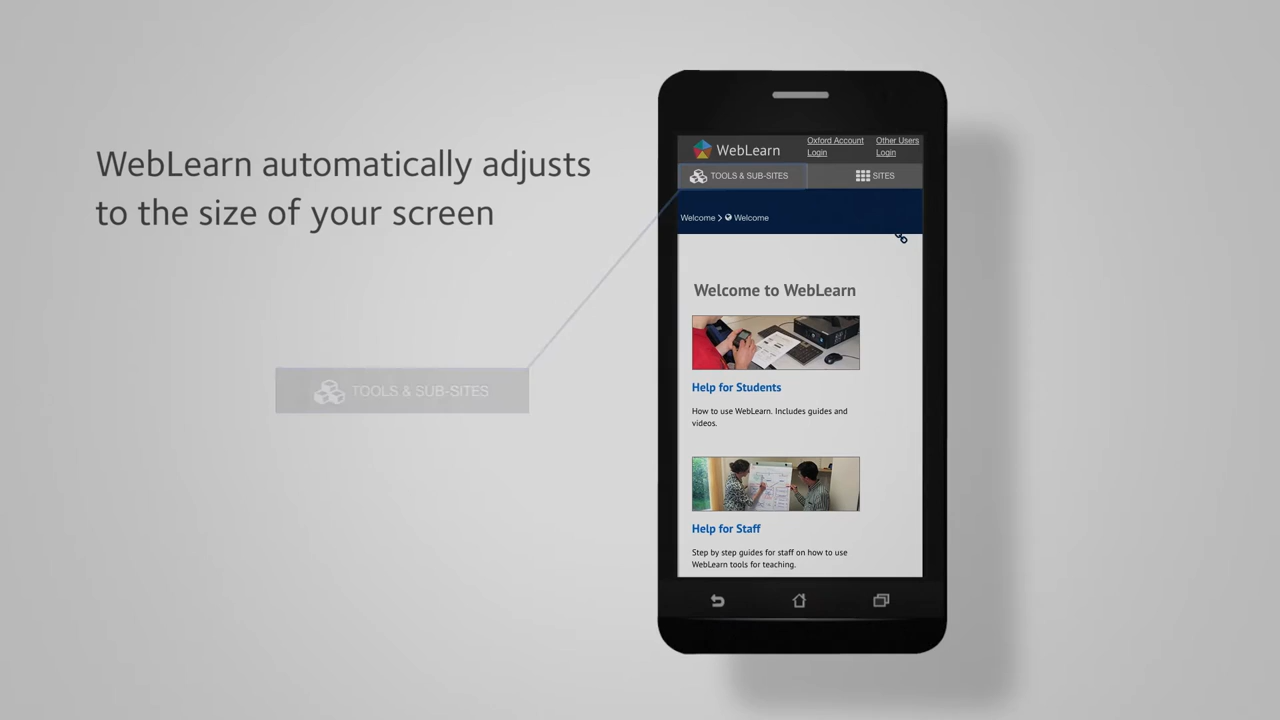 WebLearn automatically adjusts
to the size of your screen
TOOLS & SUB-SITES
WebLearn
Oxford Account
Login
Other Users
Login
TOOLS & SUB-SITES
SITES
Welcome
Welcome
Welcome to WebLearn
Help for Students
How to use WebLearn. Includes guides and
videos.
Help for Staff
Step by step guides for staff on how to use
WebLearn tools for teaching.